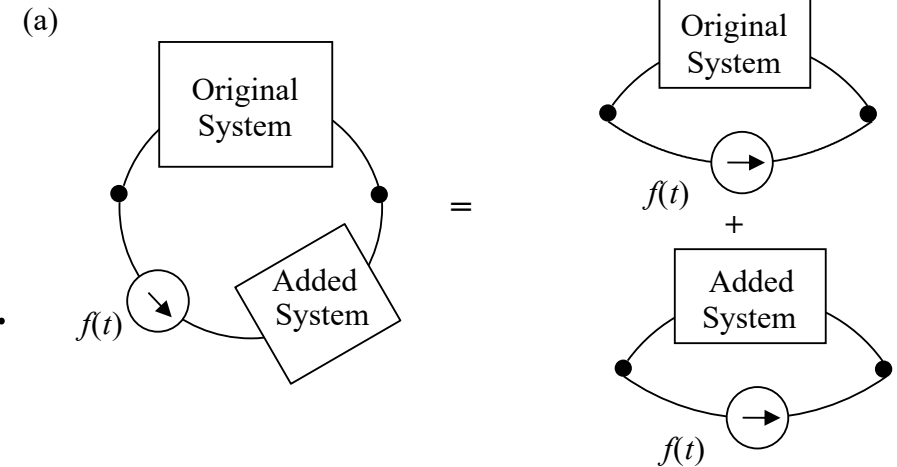 (a)
Original
System
f(t)
Added
System
=
Original
System
f(t)
+
Added
System
f(t)